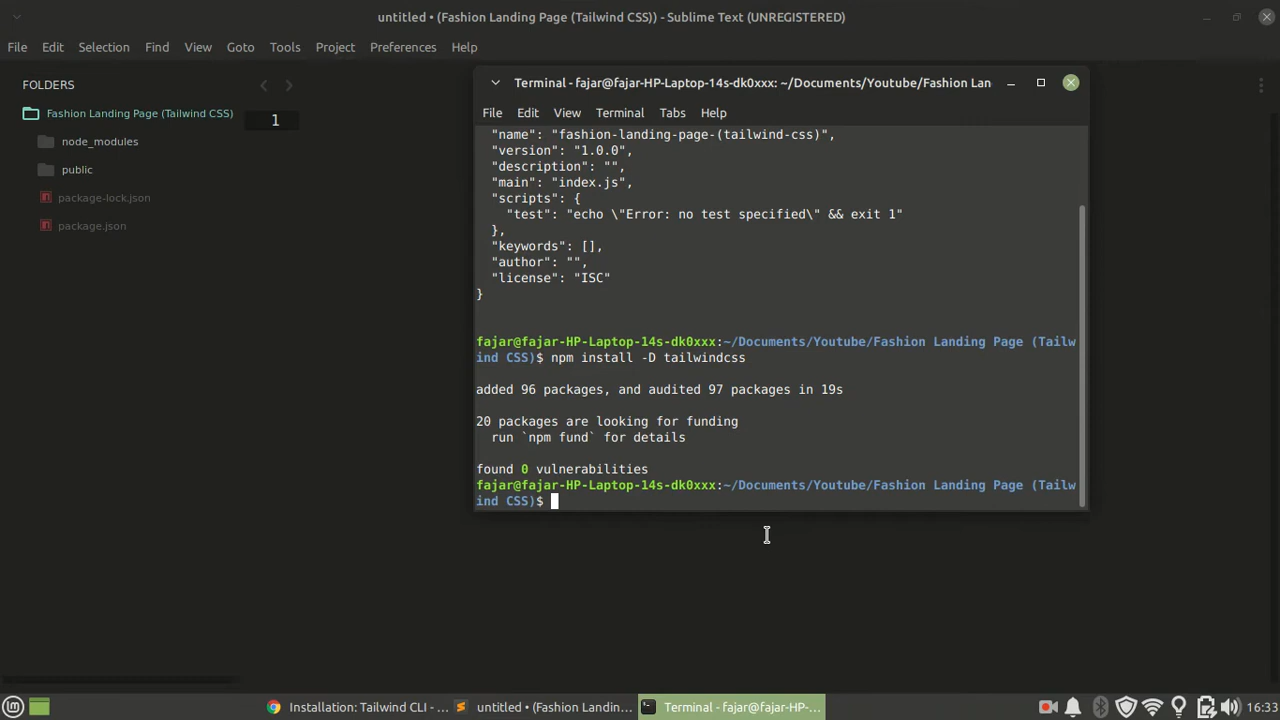 untitled • (Fashion Landing Page (Tailwind CSS)) - Sublime Text (UNREGISTERED)
File Edit Selection Find View Goto Tools Project Preferences Help
FOLDERS
Fashion Landing Page (Tailwind CSS)
node_modules
public
package-lock.json
package.json
1
Terminal - fajar@fajar-HP-Laptop-14s-dk0xxx: ~/Documents/Youtube/Fashion Lan
File Edit View Terminal Tabs Help
"name": "fashion-landing-page-(tailwind-css)",
"version": "1.0.0",
"description": "",
"main": "index.js",
"scripts": {
"test": "echo \"Error: no test specified\" && exit 1"
},
"keywords": [],
"author": "",
"license": "ISC"
}
fajar@fajar-HP-Laptop-14s-dk0xxx:~/Documents/Youtube/Fashion Landing Page (Tailw
ind CSS)$ npm install -D tailwindcss
added 96 packages, and audited 97 packages in 19s
20 packages are looking for funding
run `npm fund` for details
found 0 vulnerabilities
fajar@fajar-HP-Laptop-14s-dk0xxx:~/Documents/Youtube/Fashion Landing Page (Tailw
ind CSS)$
Installation: Tailwind CLI - ...
untitled • (Fashion Landin...
Terminal - fajar@fajar-HP-...
16:33